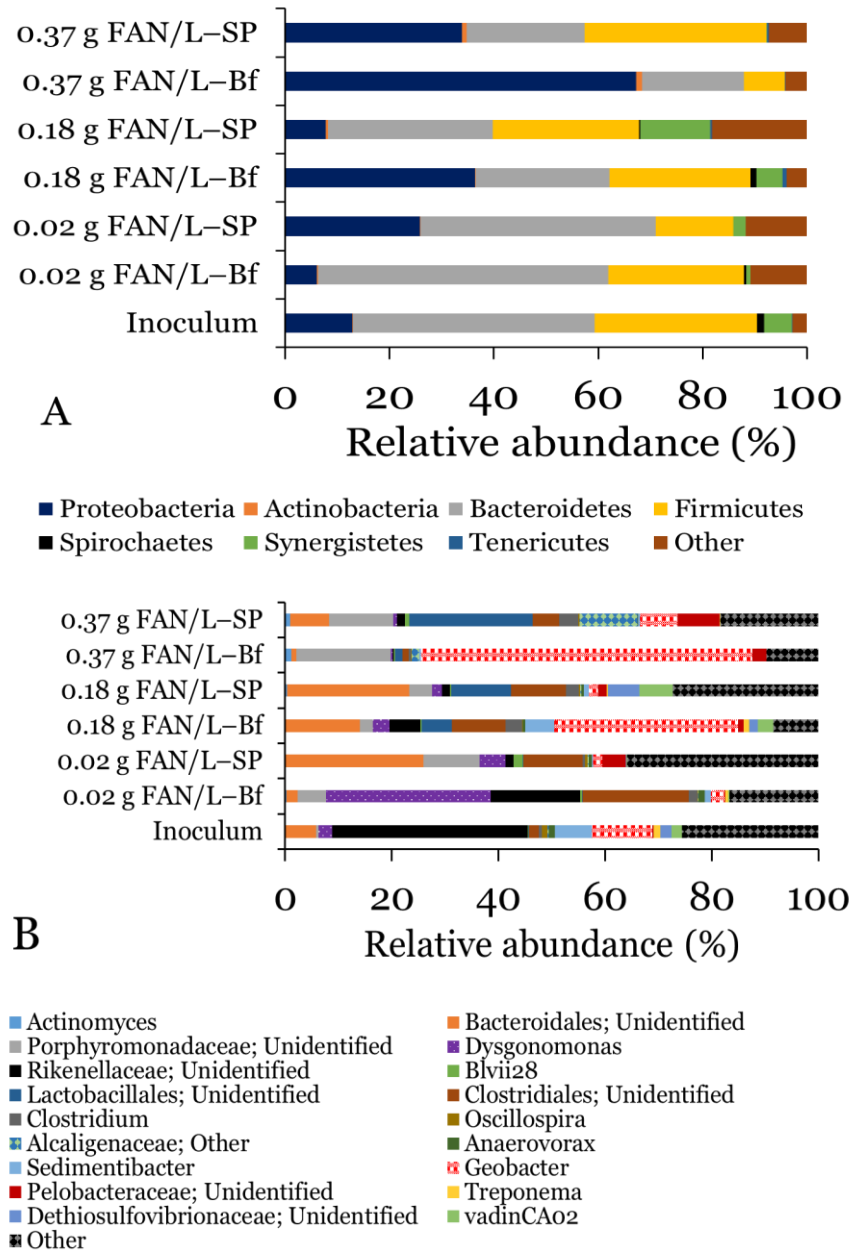 0.37 g FAN/L–SP
0.37 g FAN/L–Bf
0.18 g FAN/L–SP
0.18 g FAN/L–Bf
0.02 g FAN/L–SP
0.02 g FAN/L–Bf
Inoculum
0 20 40 60 80 100
A
Relative abundance (%)
Proteobacteria Actinobacteria Bacteroidetes Firmicutes
Spirochaetes Synergistetes Tenericutes Other
0.37 g FAN/L–SP
0.37 g FAN/L–Bf
0.18 g FAN/L–SP
0.18 g FAN/L–Bf
0.02 g FAN/L–SP
0.02 g FAN/L–Bf
Inoculum
0 20 40 60 80 100
B
Relative abundance (%)
Actinomyces Bacteroidales; Unidentified
Porphyromonadaceae; Unidentified Dysgonomonas
Rikenellaceae; Unidentified Blvii28
Lactobacillales; Unidentified Clostridiales; Unidentified
Clostridium Oscillospira
Alcaligenaceae; Other Anaerovorax
Sedimentibacter Geobacter
Pelobacteraceae; Unidentified Treponema
Dethiosulfovibrionaceae; Unidentified vadinCA02
Other